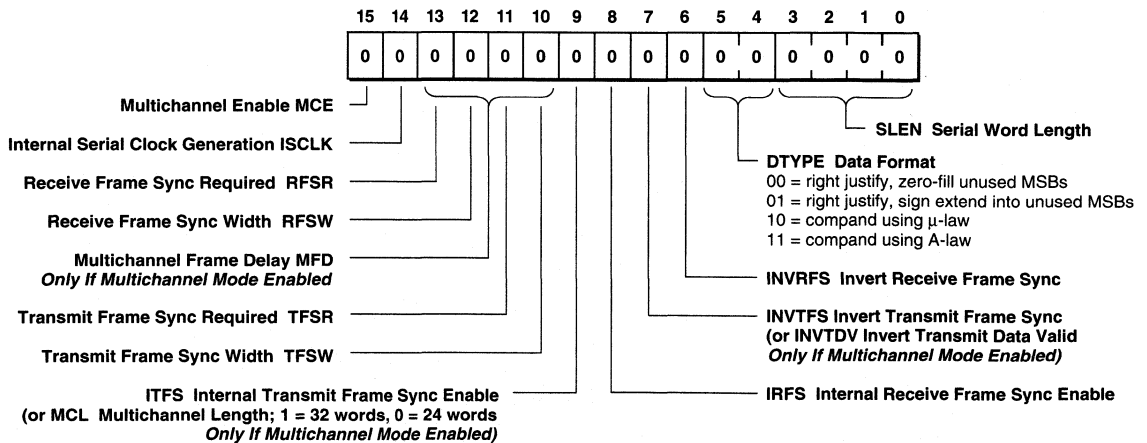 15 14 13 12 11 10 9 8 7 6 5 4 3 2 1 0
0 0 0 0 0 0 0 0 0 0 0 0 0 0 0 0
Multichannel Enable MCE
Internal Serial Clock Generation ISCLK
Receive Frame Sync Required RFSR
Receive Frame Sync Width RFSW
Multichannel Frame Delay MFD
Only If Multichannel Mode Enabled
Transmit Frame Sync Required TFSR
Transmit Frame Sync Width TFSW
ITFS Internal Transmit Frame Sync Enable
(or MCL Multichannel Length; 1 = 32 words, 0 = 24 words
Only If Multichannel Mode Enabled)
SLEN Serial Word Length
DTYPE Data Format
00 = right justify, zero-fill unused MSBs
01 = right justify, sign extend into unused MSBs
10 = compand using µ-law
11 = compand using A-law
INVRFS Invert Receive Frame Sync
INVTFS Invert Transmit Frame Sync
(or INVTDV Invert Transmit Data Valid
Only If Multichannel Mode Enabled)
IRFS Internal Receive Frame Sync Enable